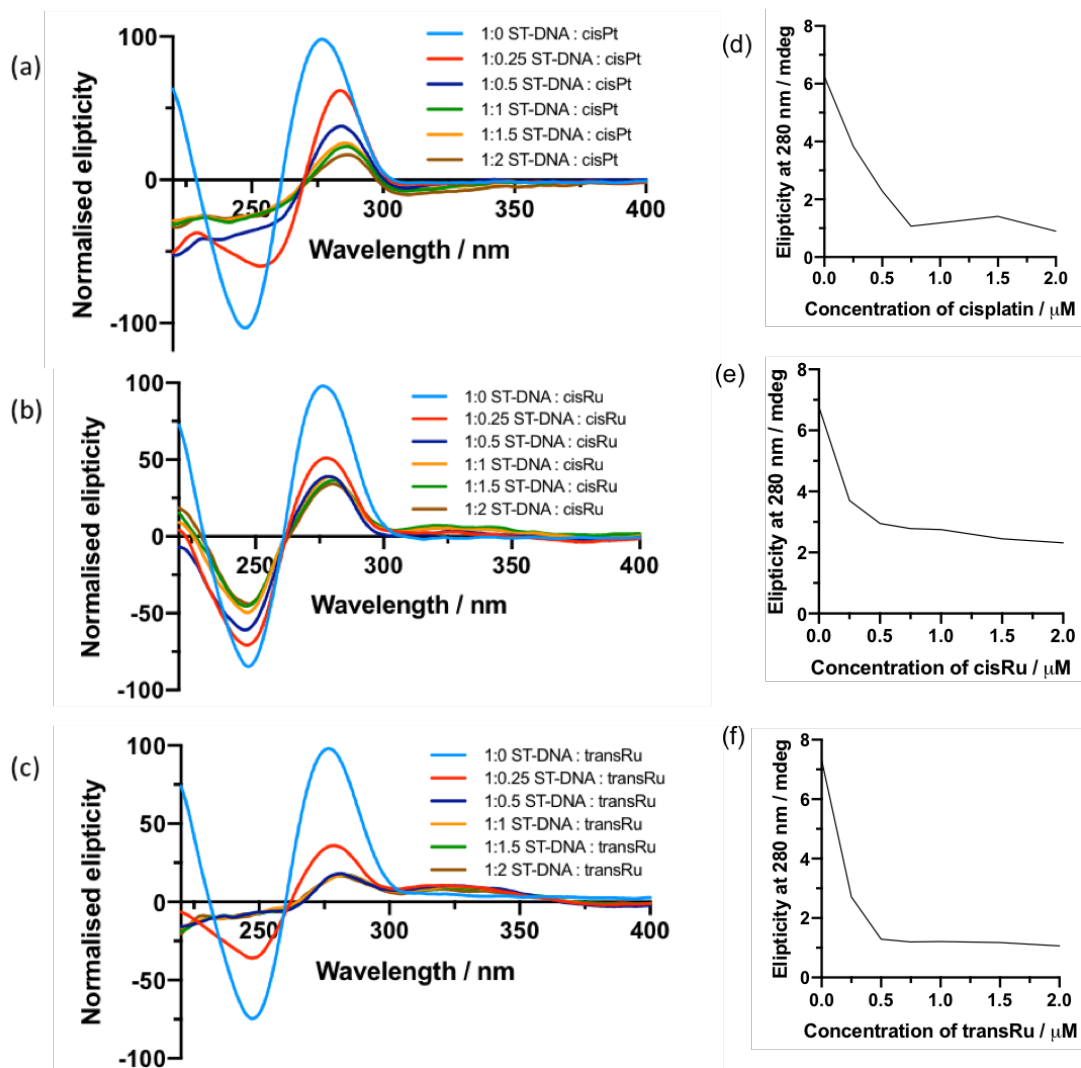 (a)
Normalised elipticity
100
0
-100
250
300
350
400
Wavelength / nm
1:0 ST-DNA : cisPt
1:0.25 ST-DNA : cisPt
1:0.5 ST-DNA : cisPt
1:1 ST-DNA : cisPt
1:1.5 ST-DNA : cisPt
1:2 ST-DNA : cisPt
(d)
Elipticity at 280 nm / mdeg
8
6
4
2
0
0.0
0.5
1.0
1.5
2.0
Concentration of cisplatin / μM
(b)
Normalised elipticity
100
50
0
-50
-100
250
300
350
400
Wavelength / nm
1:0 ST-DNA : cisRu
1:0.25 ST-DNA : cisRu
1:0.5 ST-DNA : cisRu
1:1 ST-DNA : cisRu
1:1.5 ST-DNA : cisRu
1:2 ST-DNA : cisRu
(e)
Elipticity at 280 nm / mdeg
8
6
4
2
0
0.0
0.5
1.0
1.5
2.0
Concentration of cisRu / μM
(c)
Normalised elipticity
100
50
0
-50
-100
250
300
350
400
Wavelength / nm
1:0 ST-DNA : transRu
1:0.25 ST-DNA : transRu
1:0.5 ST-DNA : transRu
1:1 ST-DNA : transRu
1:1.5 ST-DNA : transRu
1:2 ST-DNA : transRu
(f)
Elipticity at 280 nm / mdeg
8
6
4
2
0
0.0
0.5
1.0
1.5
2.0
Concentration of transRu / μM